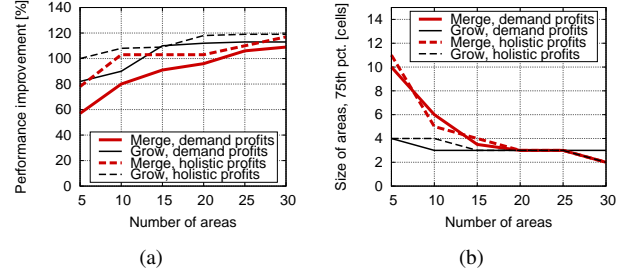 Performance improvement [%]
140
120
100
80
60
40
20
0
Merge, demand profits
Grow, demand profits
Merge, holistic profits
Grow, holistic profits
5 10 15 20 25 30
Number of areas
(a)
Size of areas, 75th pct. [cells]
14
12
10
8
6
4
2
0
Merge, demand profits
Grow, demand profits
Merge, holistic profits
Grow, holistic profits
5 10 15 20 25 30
Number of areas
(b)